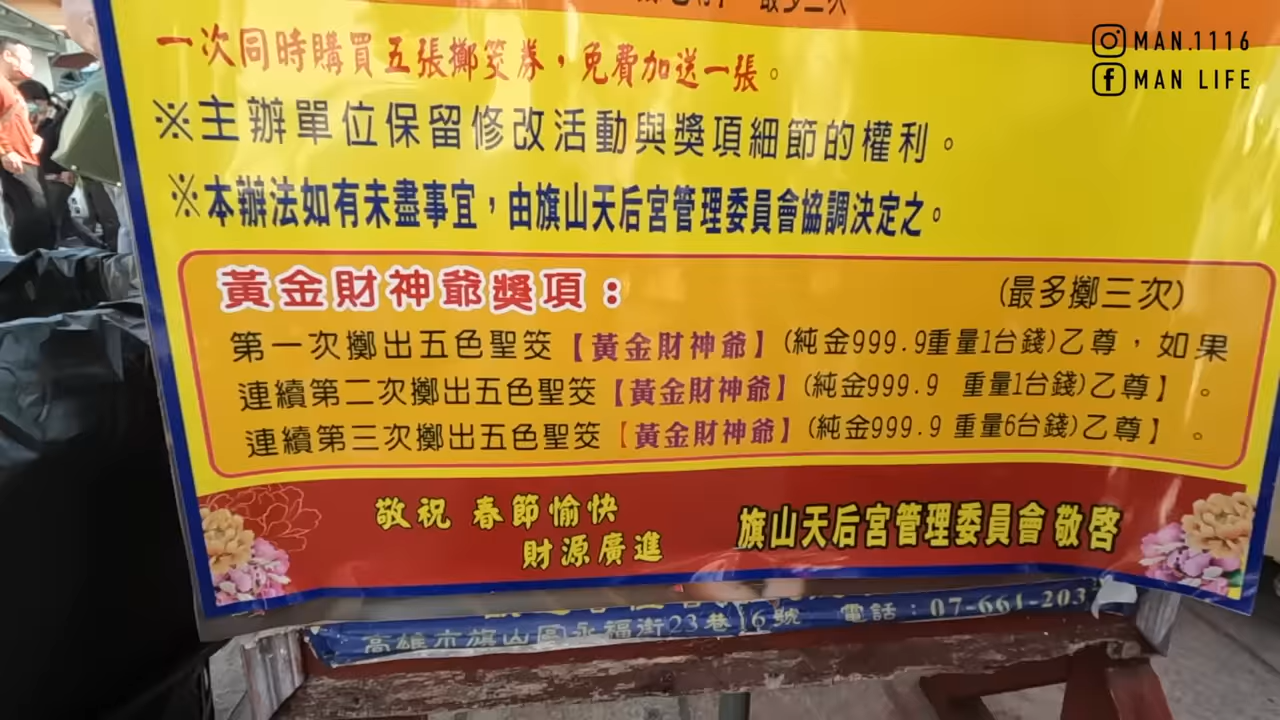 最多三次
MAN.1116
MAN LIFE
一次同時購買五張擲筊券，免費加送一張。
※主辦單位保留修改活動與獎項細節的權利。
※本辦法如有未盡事宜，由旗山天后宮管理委員會協調決定之。
黃金財神爺獎項：
(最多擲三次)
第一次擲出五色聖筊【黃金財神爺】(純金999.9重量1台錢)乙尊，如果
連續第二次擲出五色聖筊【黃金財神爺】(純金999.9 重量1台錢)乙尊】。
連續第三次擲出五色聖筊【黃金財神爺】(純金999.9 重量6台錢)乙尊】。
敬祝 春節愉快
財源廣進
旗山天后宮管理委員會 敬啓
高雄市旗山區永福街23巷16號 電話：07-661-203